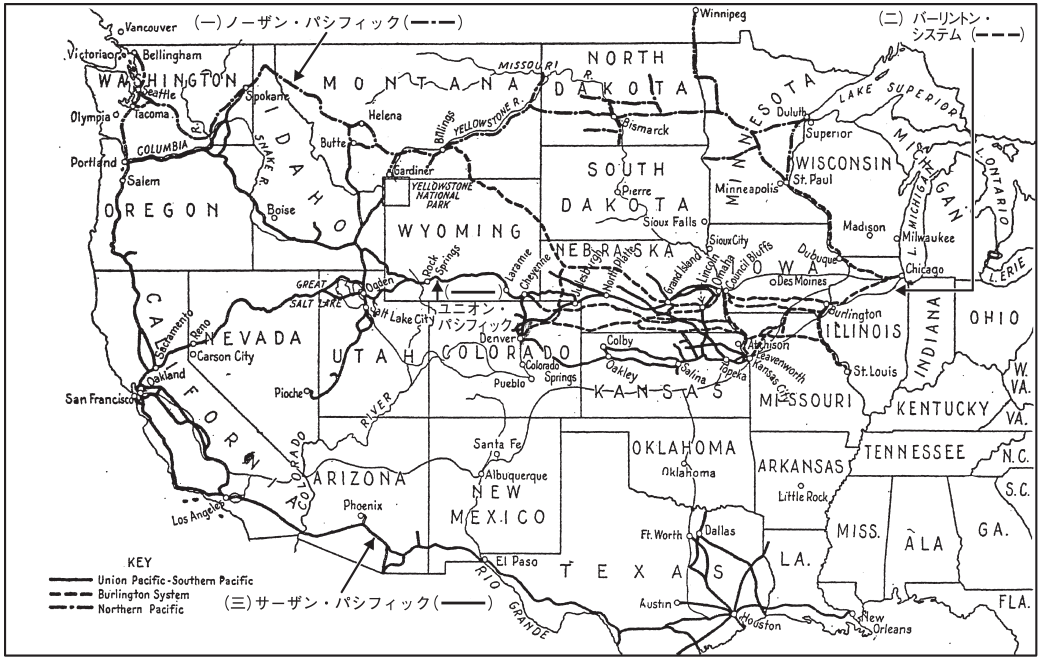 (一)ノーザン・パシフィック( )
(二)バーリントン・
システム( )
Vancouver
Victoria
Bellingham
WASHINGTON
Seattle
Olympia
Tacoma
Spokane
R.
COLUMBIA
Portland
Salem
OREGON
IDAHO
SNAKE R.
Boise
MONTANA
MISSOURI
R.
Helena
Butte
Billings
YELLOWSTONE R.
Gardiner
YELLOWSTONE
NATIONAL
PARK
Winnipeg
NORTH
DAKOTA
Bismarck
SOUTH
DAKOTA
Pierre
Sioux Falls
MINNESOTA
Duluth
Superior
LAKE SUPERIOR
Minneapolis
St. Paul
WISCONSIN
Madison
Milwaukee
L. MICHIGAN
MICHIGAN
L. ONTARIO
L. ERIE
WYOMING
Rock
Springs
Laramie
Cheyenne
NEBRASKA
Julesburgh
North Platte
Grand Island
Lincoln
Omaha
Council Bluffs
Sioux City
IOWA
Des Moines
Dubuque
Chicago
Burlington
ILLINOIS
INDIANA
OHIO
GREAT
SALT LAKE
Ogden
Salt Lake City
ユニオン・
パシフィック
( )
Denver
Colorado
Springs
Pueblo
COLORADO
UTAH
NEVADA
Reno
Carson City
Sacramento
Oakland
San Francisco
CALIFORNIA
Pioche
Colby
Oakley
Salina
Topeka
Atchison
Leavenworth
Kansas City
KANSAS
MISSOURI
St. Louis
KENTUCKY
W.
VA.
VA.
TENNESSEE
N.C.
S.C.
COLORADO
RIVER
Santa Fe
Albuquerque
NEW
MEXICO
ARIZONA
Phoenix
Los Angeles
OKLAHOMA
Oklahoma
ARKANSAS
Little Rock
MISS.
ALA
GA.
FLA.
LA.
El Paso
TEXAS
Ft. Worth
Dallas
Austin
Houston
New
Orleans
RIO
GRANDE
(三)サーザン・パシフィック( )
KEY
Union Pacific-Southern Pacific
Burlington System
Northern Pacific